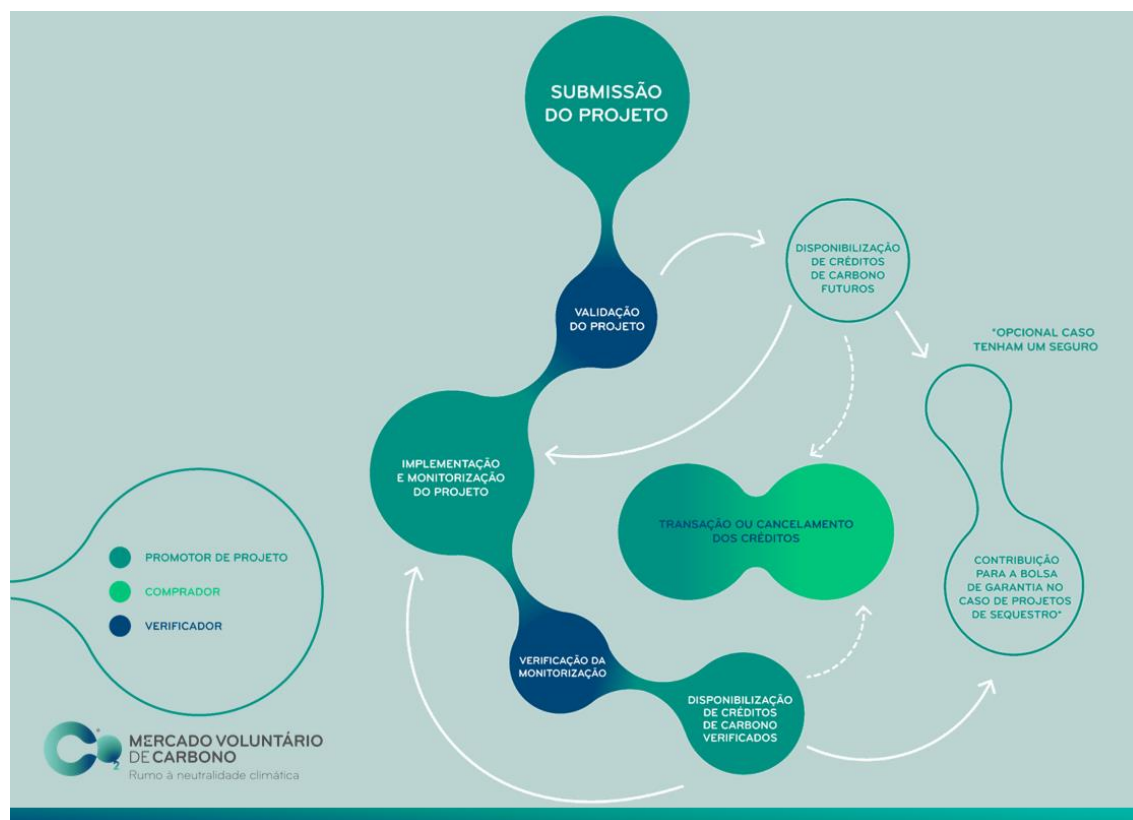 SUBMISSÃO
DO PROJETO
DISPONIBILIZAÇÃO
DE CRÉDITOS
DE CARBONO
FUTUROS
VALIDAÇÃO
DO PROJETO
"OPCIONAL CASO
TENHAM UM SEGURO
IMPLEMENTAÇÃO
E MONITORIZAÇÃO
DO PROJETO
TRANSAÇÃO OU CANCELAMENTO
DOS CRÉDITOS
CONTRIBUIÇÃO
PARA A BOLSA
DE GARANTIA NO
CASO DE PROJETOS
DE SEQUESTRO"
PROMOTOR DE PROJETO
COMPRADOR
VERIFICADOR
VERIFICAÇÃO DA
MONITORIZAÇÃO
DISPONIBILIZAÇÃO
DE CRÉDITOS
DE CARBONO
VERIFICADOS
CO2
MERCADO VOLUNTÁRIO
DE CARBONO
Rumo à neutralidade climática